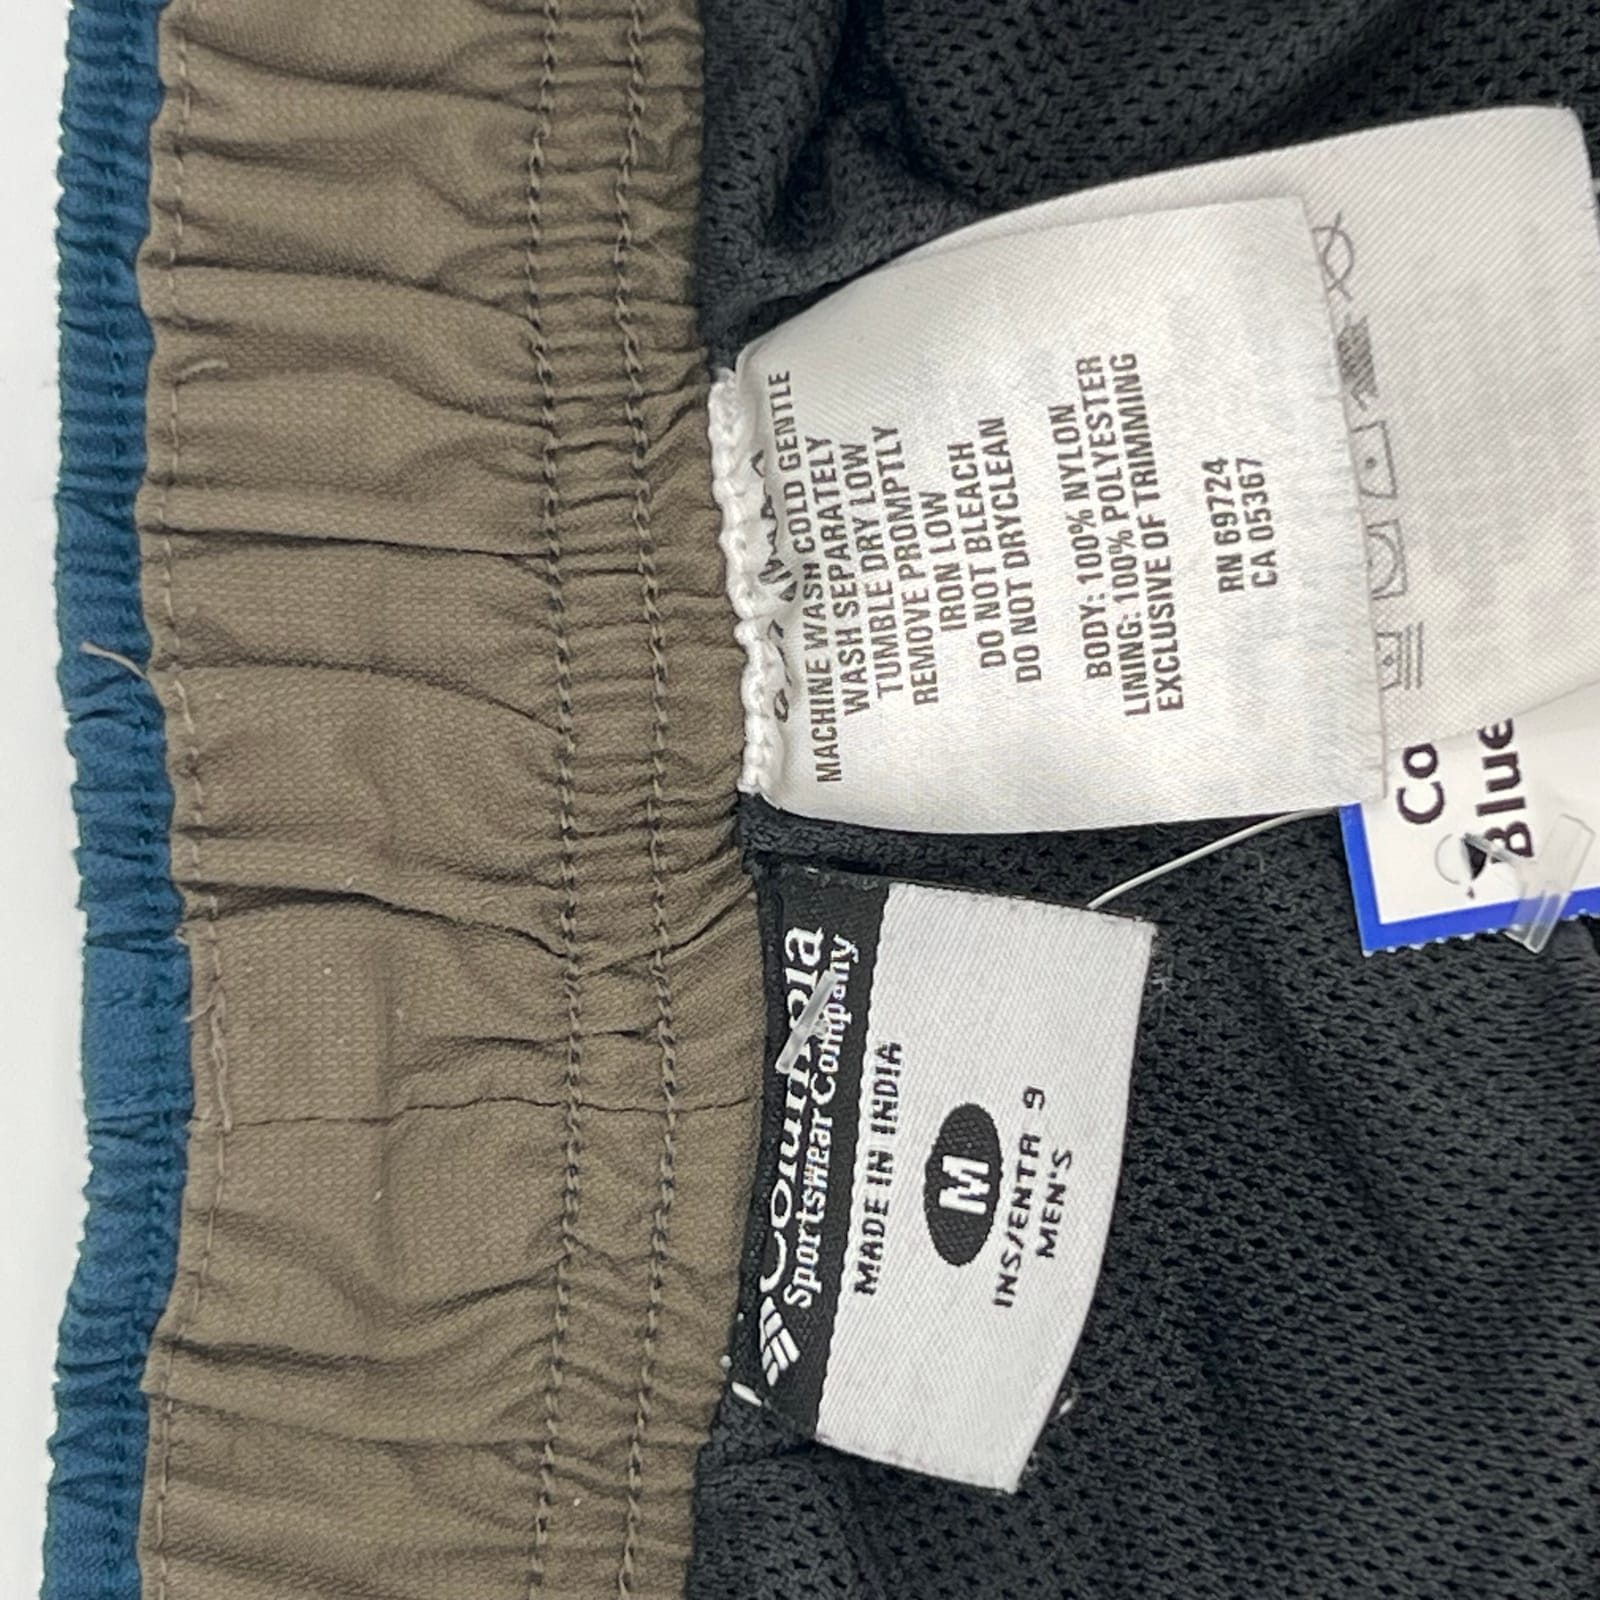 MACHINE WASH COLD GENTLE
WASH SEPARATELY
TUMBLE DRY LOW
REMOVE PROMPTLY
IRON LOW
DO NOT BLEACH
DO NOT DRYCLEAN
BODY: 100% NYLON
LINING: 100% POLYESTER
EXCLUSIVE OF TRIMMING
RN 69724
CA 05367
Co
Blue
Columbia
Sportswear Company
MADE IN INDIA
M
INS/ENTR 9
MEN'S